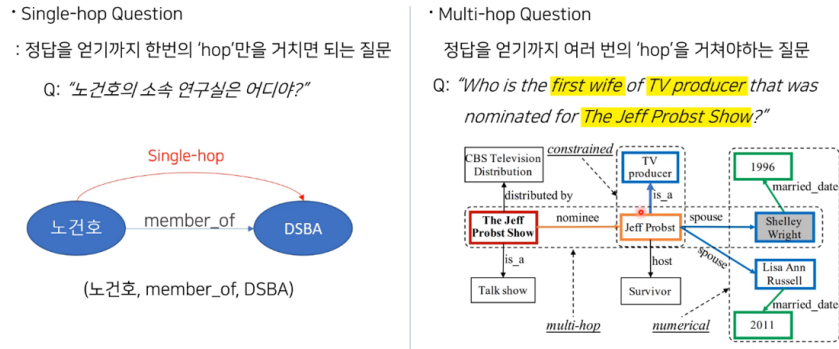 · Single-hop Question
: 정답을 얻기까지 한번의 'hop'만을 거치면 되는 질문
Q: "노건호의 소속 연구실은 어디야?"
Single-hop
노건호
member_of
DSBA
(노건호, member_of, DSBA)
· Multi-hop Question
정답을 얻기까지 여러 번의 'hop'을 거쳐야하는 질문
Q: "Who is the first wife of TV producer that was
nominated for The Jeff Probst Show?"
CBS Television
Distribution
constrained
TV
producer
1996
married_date
distributed by
is_a
The Jeff
Probst Show
nominee
Jeff Probst
spouse
Shelley
Wright
is_a
host
spouse
Lisa Ann
Russell
Talk show
Survivor
married_date
multi-hop
numerical
2011